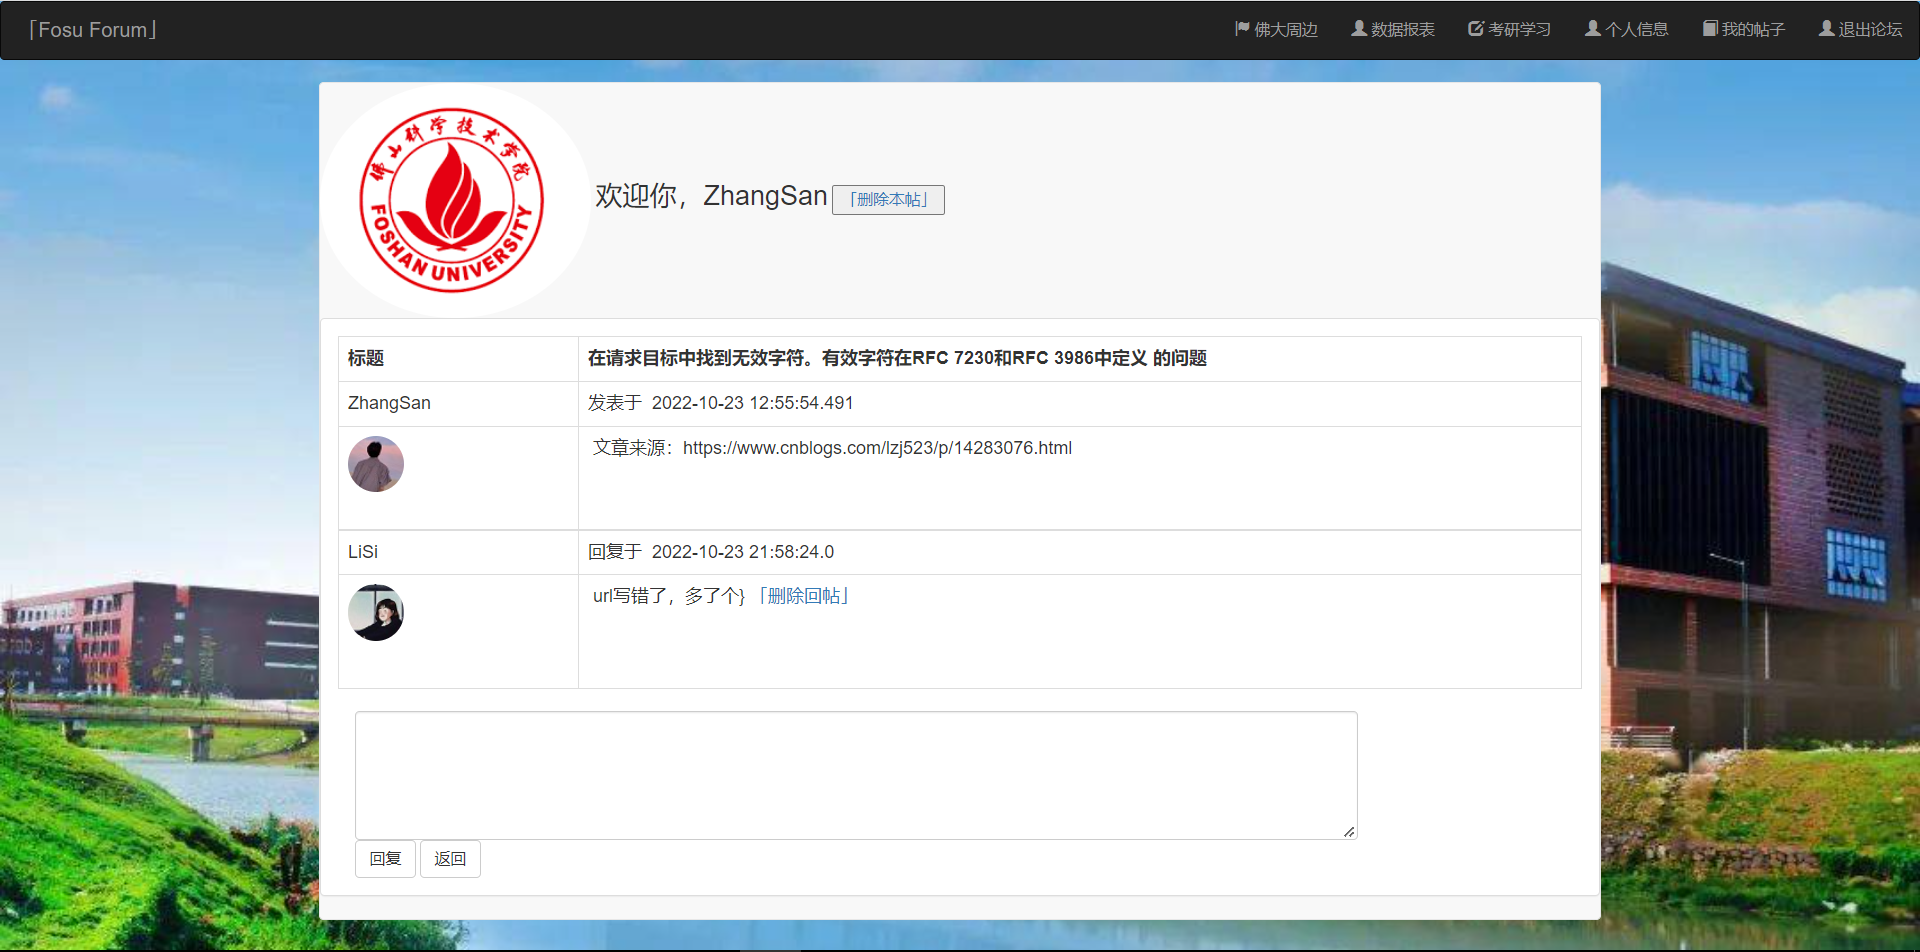 「Fosu Forum」
佛大周边
数据报表
考研学习
个人信息
我的帖子
退出论坛
佛山科学技术学院
FOSHAN UNIVERSITY
欢迎你，ZhangSan
「删除本帖」
标题
在请求目标中找到无效字符。有效字符在RFC 7230和RFC 3986中定义 的问题
ZhangSan
发表于 2022-10-23 12:55:54.491
文章来源：https://www.cnblogs.com/lzj523/p/14283076.html
LiSi
回复于 2022-10-23 21:58:24.0
url写错了，多了个} 「删除回帖」
回复
返回